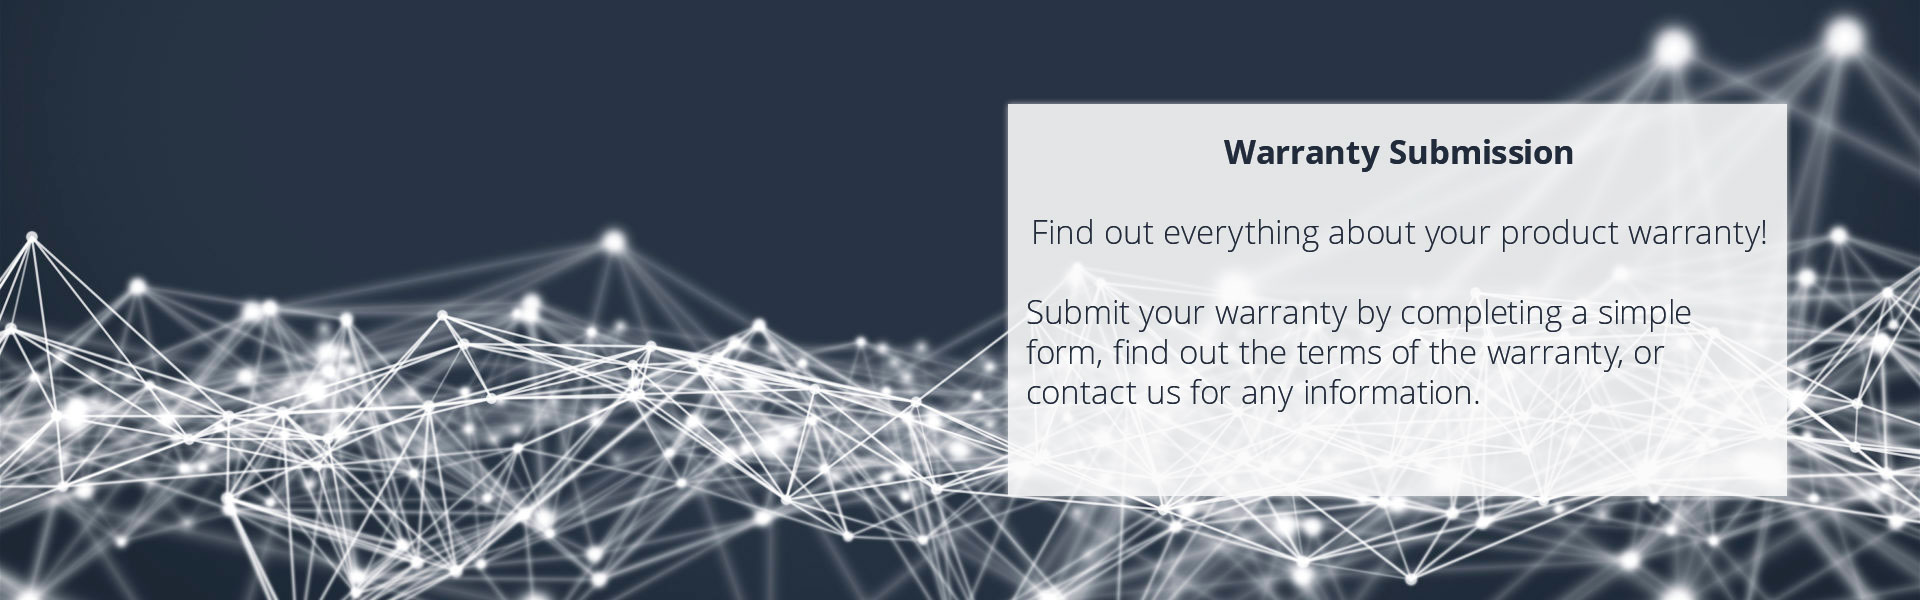 Warranty Submission
Find out everything about your product warranty!
Submit your warranty by completing a simple
form, find out the terms of the warranty, or
contact us for any information.